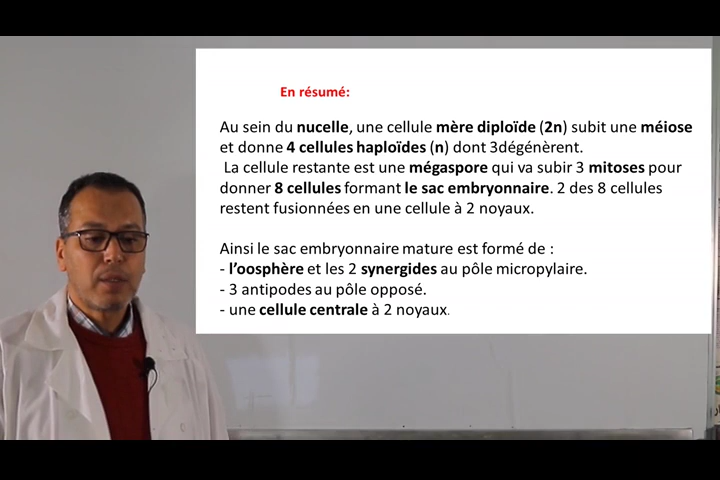 En résumé:
Au sein du nucelle, une cellule mère diploïde (2n) subit une méiose
et donne 4 cellules haploïdes (n) dont 3dégénèrent.
La cellule restante est une mégaspore qui va subir 3 mitoses pour
donner 8 cellules formant le sac embryonnaire. 2 des 8 cellules
restent fusionnées en une cellule à 2 noyaux.
Ainsi le sac embryonnaire mature est formé de :
- l'oosphère et les 2 synergides au pôle micropylaire.
- 3 antipodes au pôle opposé.
- une cellule centrale à 2 noyaux.